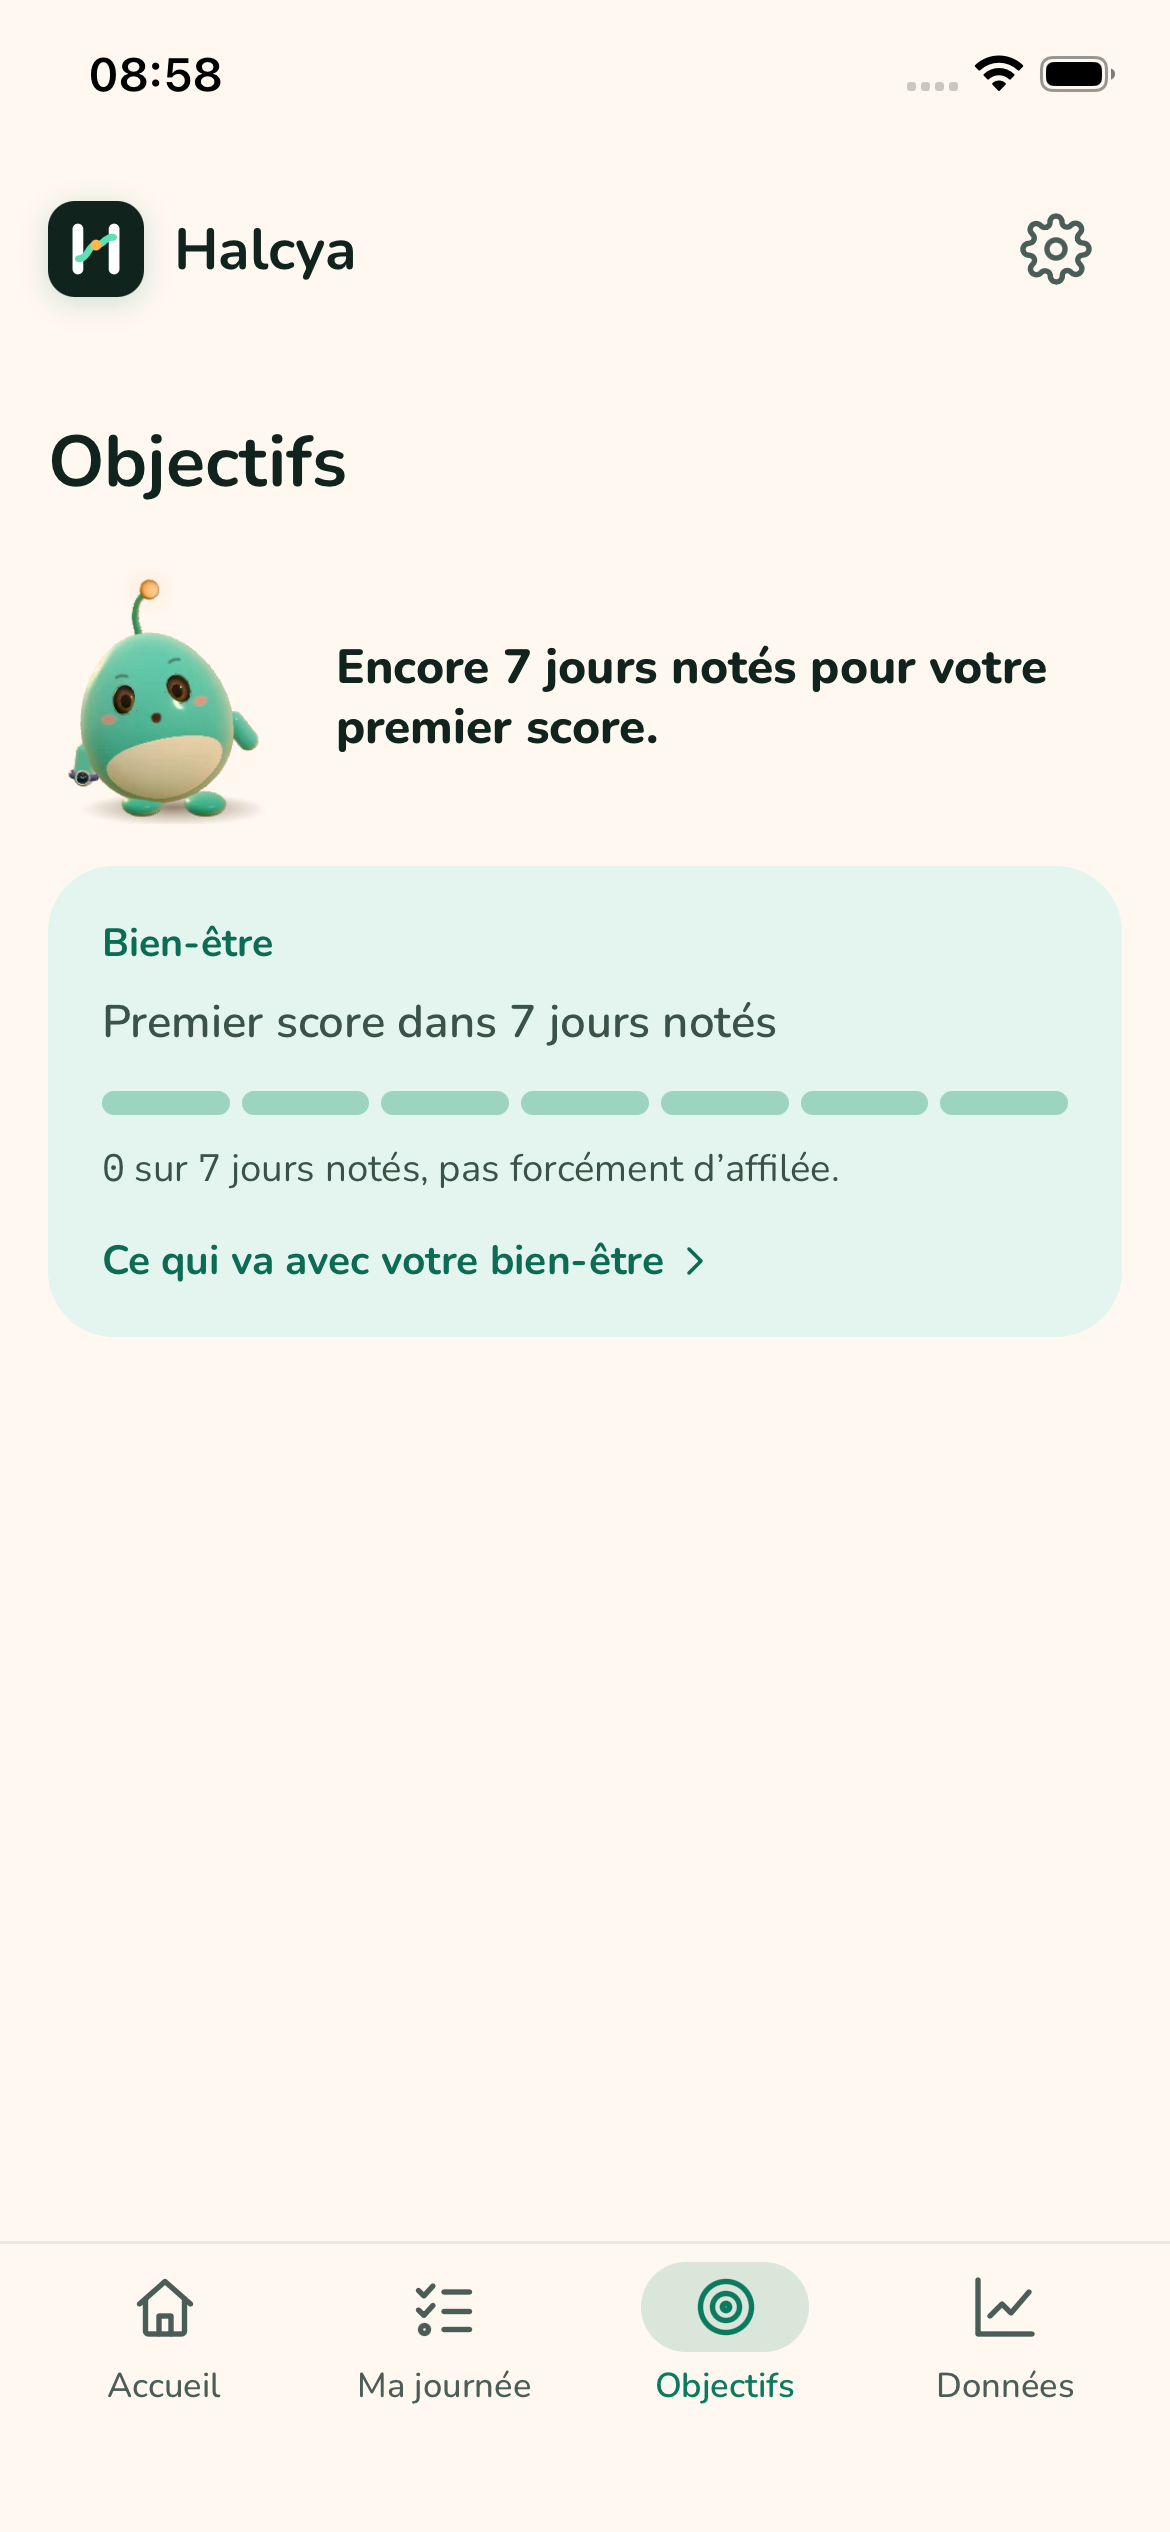 08:58
Halcya
Objectifs
Encore 7 jours notés pour votre
premier score.
Bien-être
Premier score dans 7 jours notés
0 sur 7 jours notés, pas forcément d’affilée.
Ce qui va avec votre bien-être
Accueil
Ma journée
Objectifs
Données